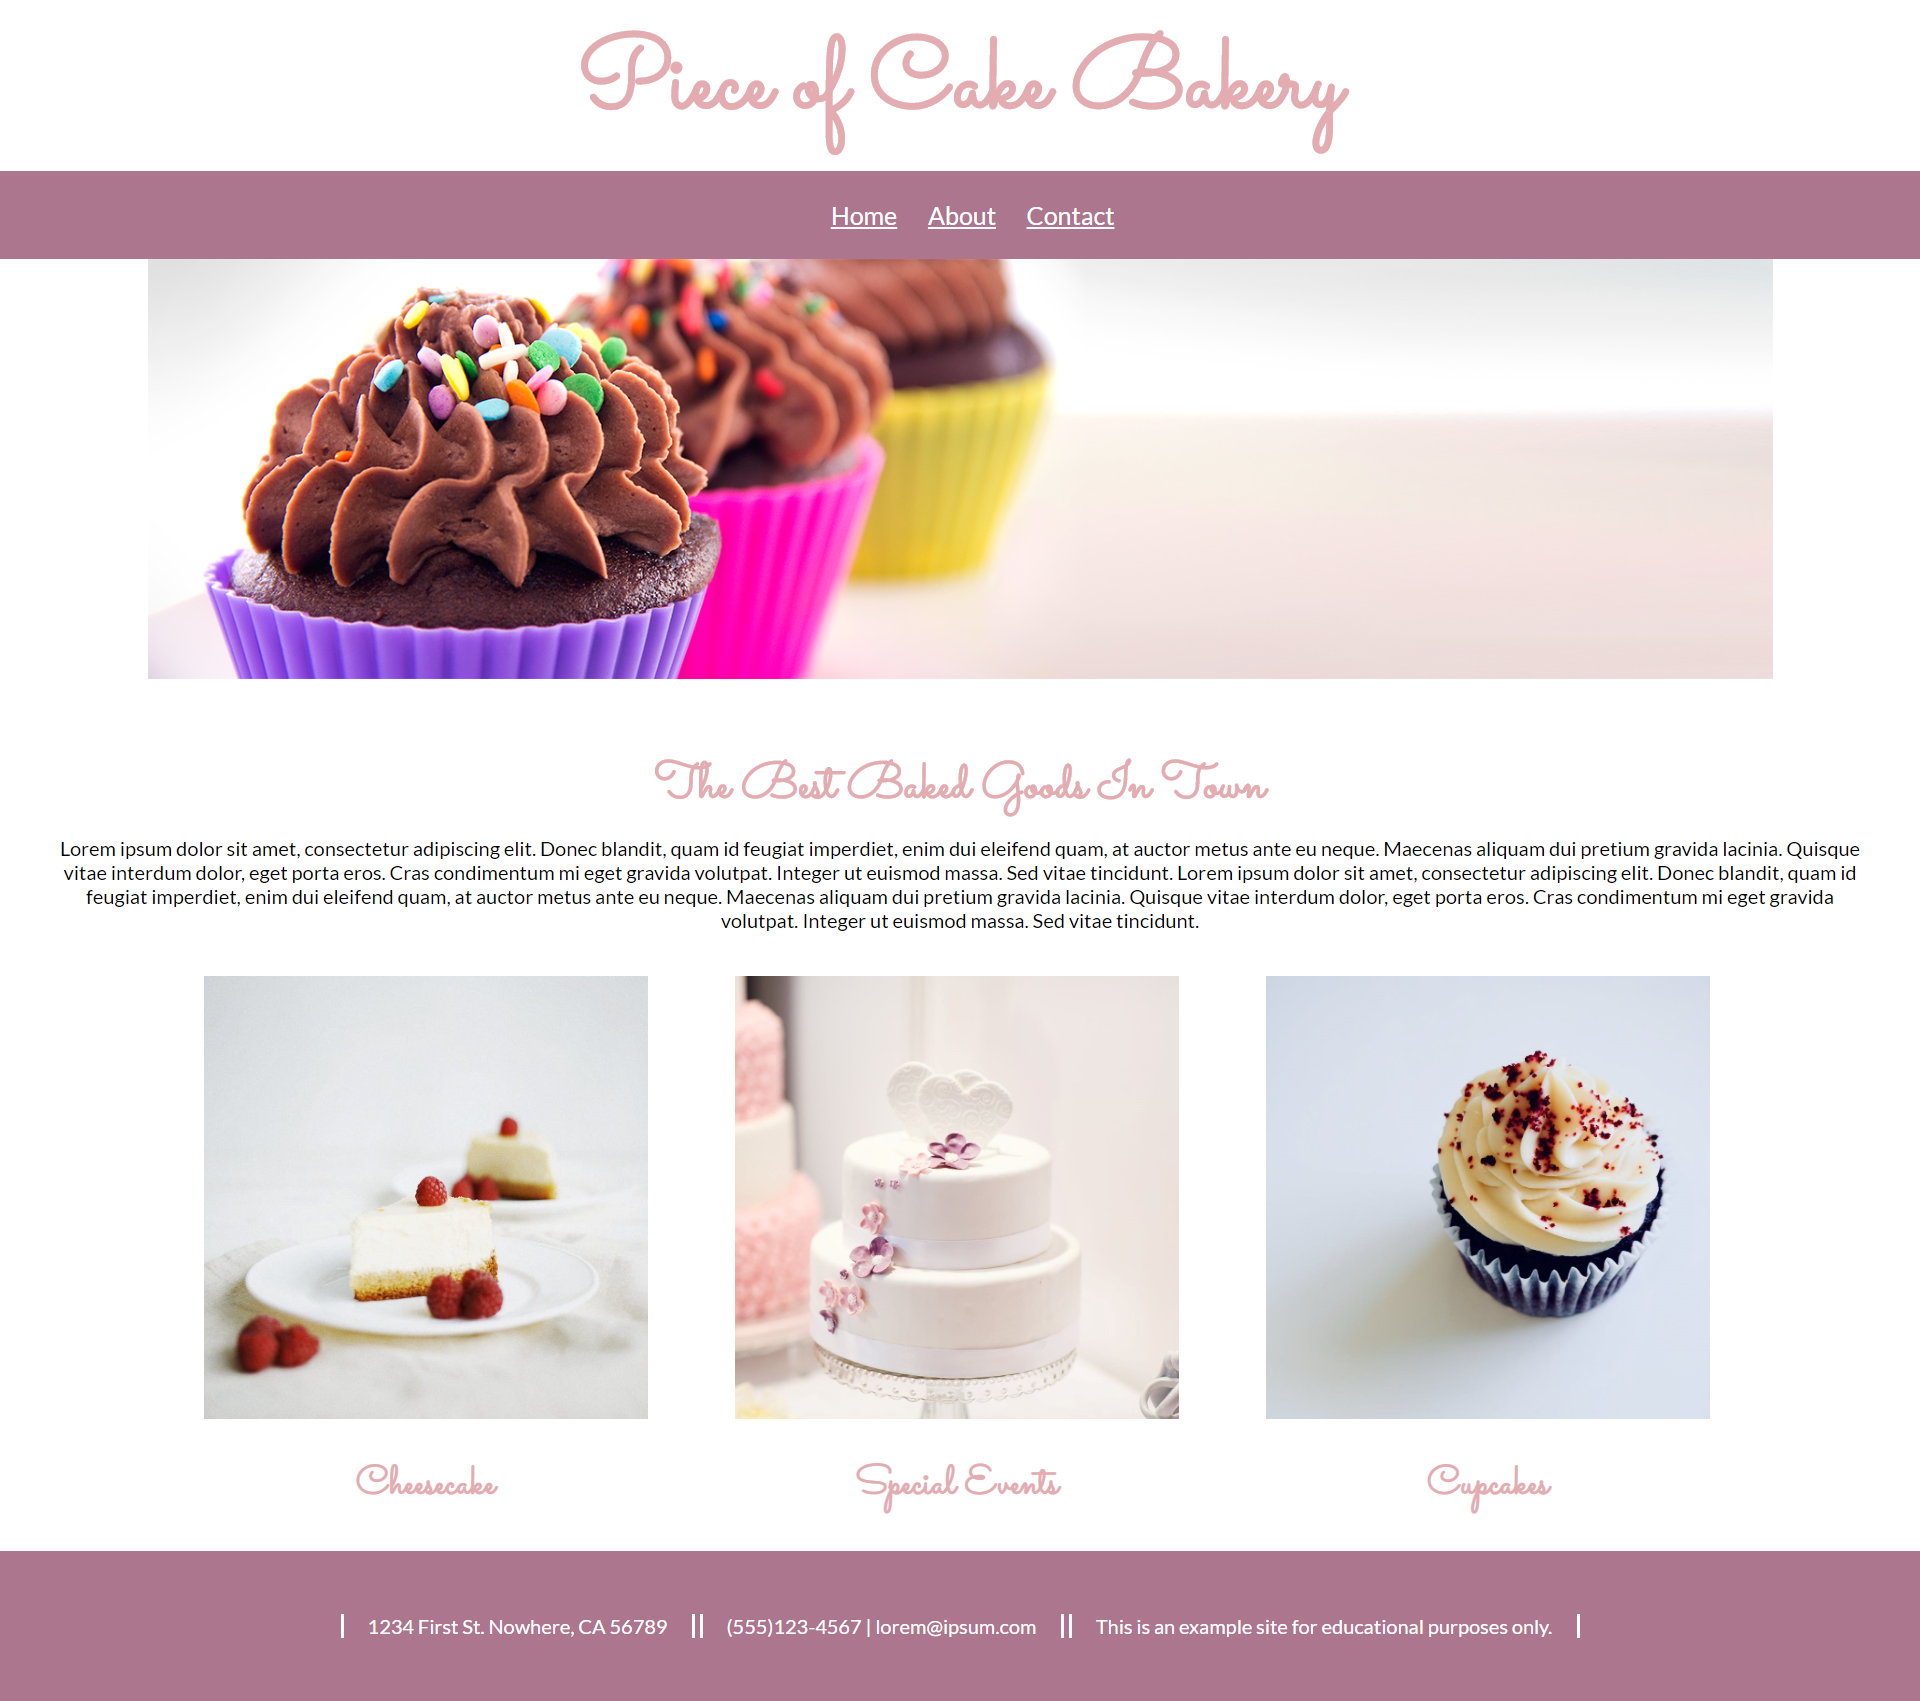 Piece of Cake Bakery
Home About Contact
The Best Baked Goods In Town
Lorem ipsum dolor sit amet, consectetur adipiscing elit. Donec blandit, quam id feugiat imperdiet, enim dui eleifend quam, at auctor metus ante eu neque. Maecenas aliquam dui pretium gravida lacinia. Quisque
vitae interdum dolor, eget porta eros. Cras condimentum mi eget gravida volutpat. Integer ut euismod massa. Sed vitae tincidunt. Lorem ipsum dolor sit amet, consectetur adipiscing elit. Donec blandit, quam id
feugiat imperdiet, enim dui eleifend quam, at auctor metus ante eu neque. Maecenas aliquam dui pretium gravida lacinia. Quisque vitae interdum dolor, eget porta eros. Cras condimentum mi eget gravida
volutpat. Integer ut euismod massa. Sed vitae tincidunt.
Cheesecake
Special Events
Cupcakes
1234 First St. Nowhere, CA 56789
(555)123-4567 | lorem@ipsum.com
This is an example site for educational purposes only.